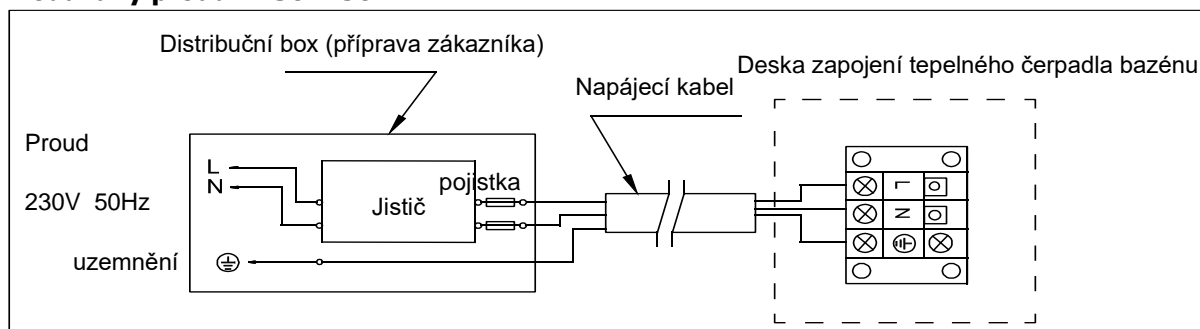 Distribuční box (příprava zákazníka)
Deska zapojení tepelného čerpadla bazénu
Napájecí kabel
Proud
230V 50Hz
L
N
pojistka
Jistič
uzemnění
L
N